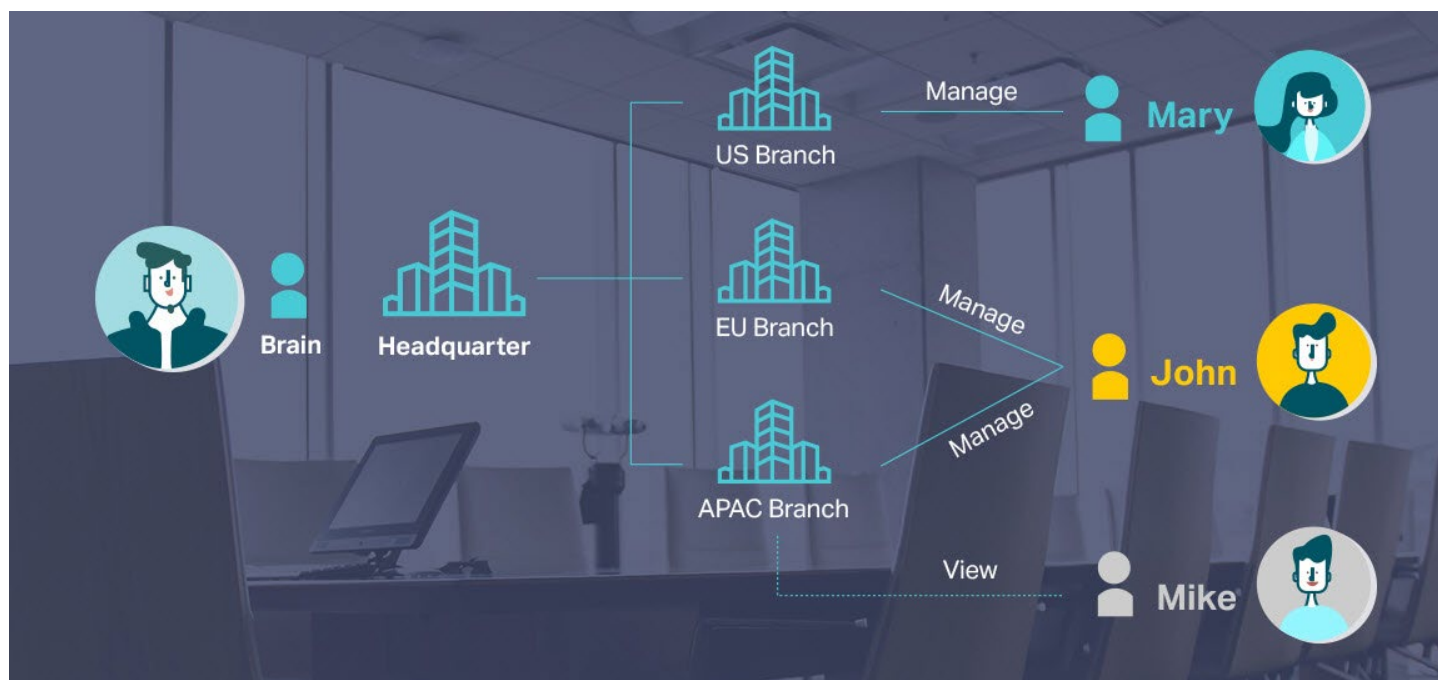 Manage
Mary
US Branch
Brain
Headquarter
EU Branch
Manage
John
Manage
APAC Branch
View
Mike